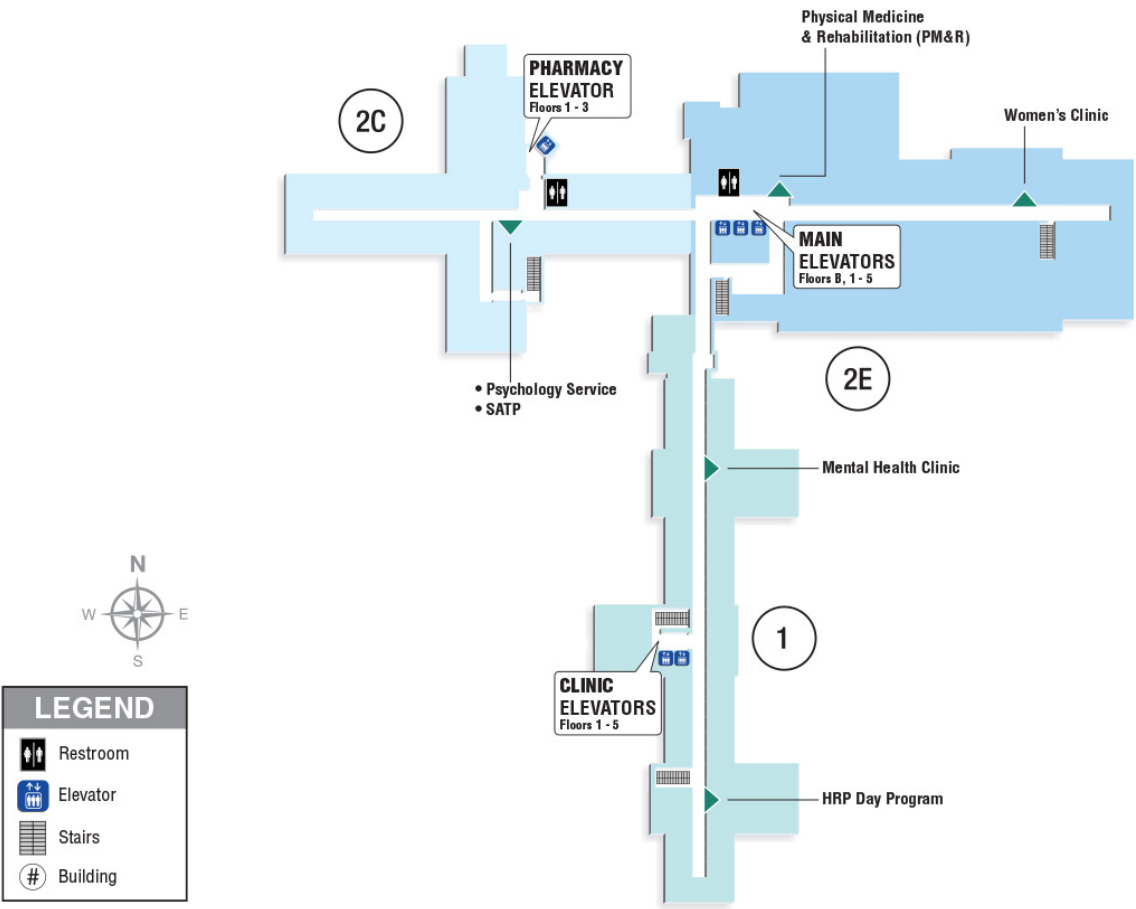 Physical Medicine
& Rehabilitation (PM&R)
PHARMACY
ELEVATOR
Floors 1 - 3
2C
Women's Clinic
MAIN
ELEVATORS
Floors B, 1 - 5
2E
• Psychology Service
• SATP
Mental Health Clinic
N
W
E
S
1
CLINIC
ELEVATORS
Floors 1 - 5
HRP Day Program
LEGEND
Restroom
Elevator
Stairs
# Building